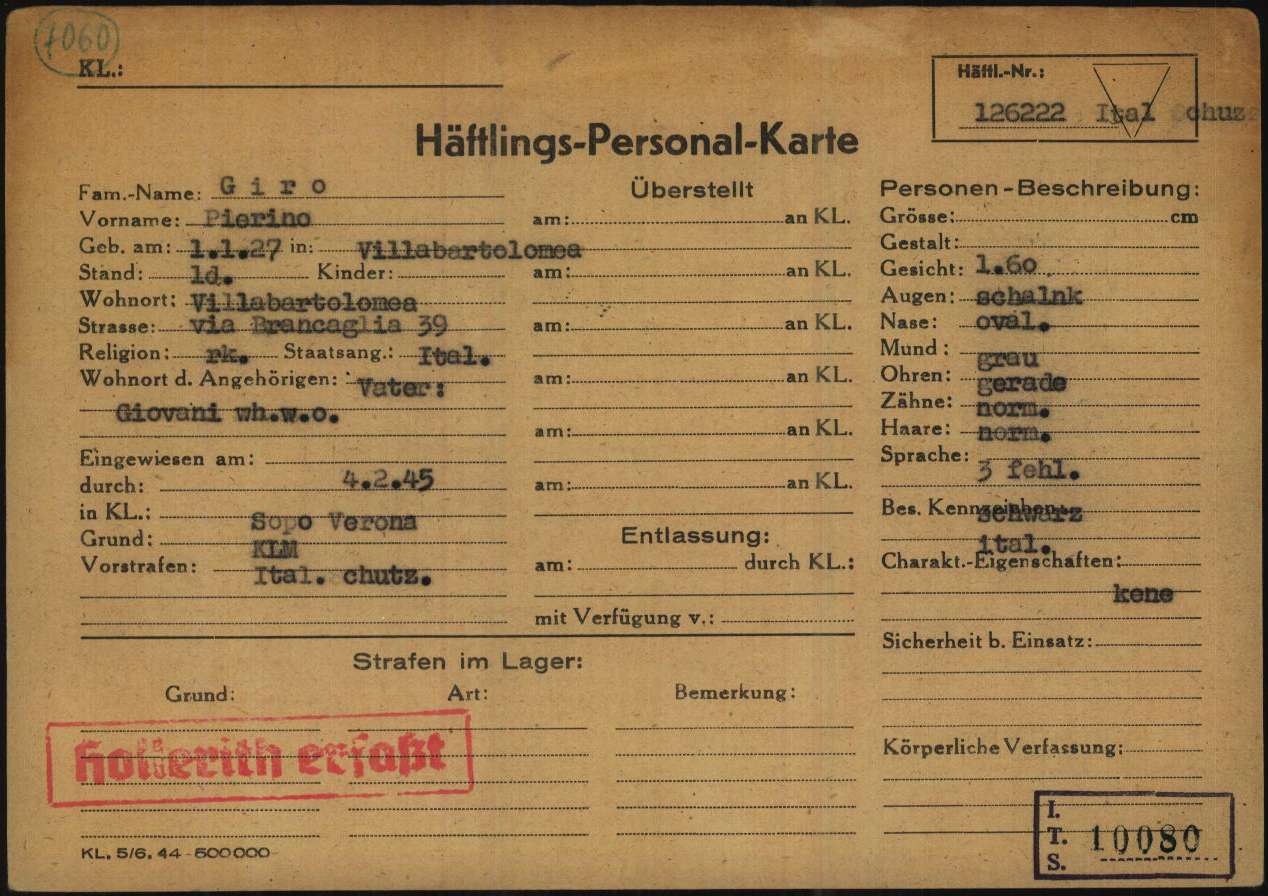 7060
KL.:
Häftl.-Nr.:
126222 Ital Schuz
Häftlings-Personal-Karte
Fam.-Name: Giro
Vorname: Pierino
Geb. am: 1.1.27 in: Villabartolomea
Stand: ld. Kinder:
Wohnort: Villabartolomea
Strasse: via Brancaglia 39
Religion: rk. Staatsang.: Ital.
Wohnort d. Angehörigen: Vater:
Giovani wh.w.o.
Eingewiesen am:
durch: 4.2.45
in KL.: Sopo Verona
Grund: KLM
Vorstrafen: Ital. chutz.
Überstellt
am: an KL.
am: an KL.
am: an KL.
am: an KL.
am: an KL.
am: an KL.
Entlassung:
am: durch KL.:
mit Verfügung v.:
Personen-Beschreibung:
Grösse: cm
Gestalt:
Gesicht: 1.60
Augen: schalnk
Nase: oval.
Mund: grau
Ohren: gerade
Zähne: norm.
Haare: norm.
Sprache: 3 fehl.
Bes. Kennzeichen: schwarz
ital.
Charakt.-Eigenschaften:
kene
Sicherheit b. Einsatz:
Körperliche Verfassung:
Strafen im Lager:
Grund: Art: Bemerkung:
Hollerith erfaßt
KL. 5/6. 44 - 500000
I.
T. 10080
S.